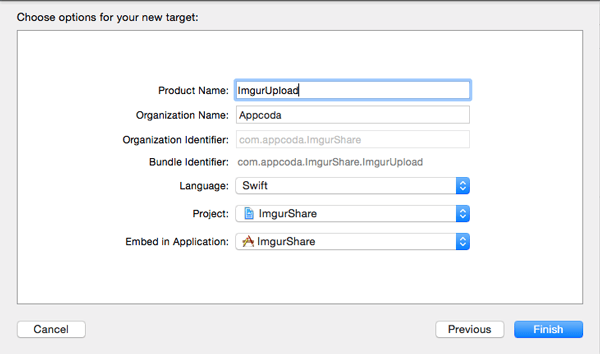 Choose options for your new target:
Product Name: ImgurUpload
Organization Name: Appcoda
Organization Identifier: com.appcoda.ImgurShare
Bundle Identifier: com.appcoda.ImgurShare.ImgurUpload
Language: Swift
Project: ImgurShare
Embed in Application: ImgurShare
Cancel Previous Finish